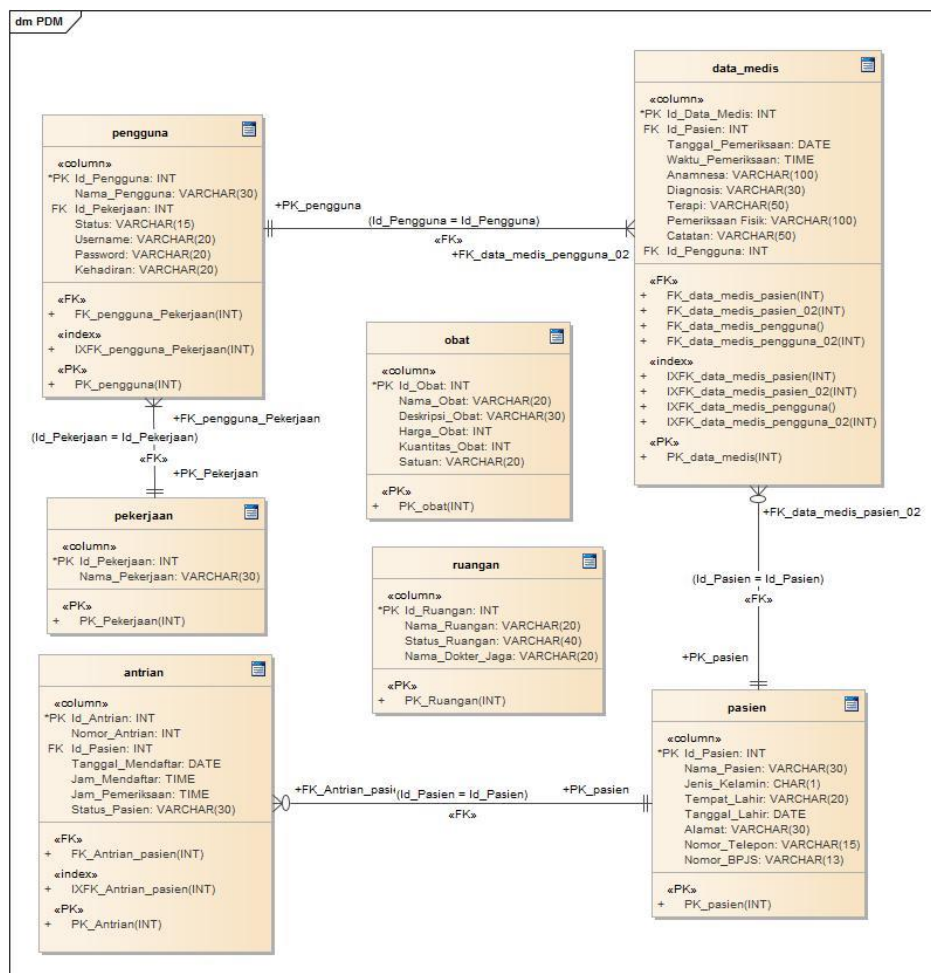 dm PDM
pengguna
«column»
*PK Id_Pengguna: INT
Nama_Pengguna: VARCHAR(30)
FK Id_Pekerjaan: INT
Status: VARCHAR(15)
Username: VARCHAR(20)
Password: VARCHAR(20)
Kehadiran: VARCHAR(20)
«FK»
+ FK_pengguna_Pekerjaan(INT)
«index»
+ IXFK_pengguna_Pekerjaan(INT)
«PK»
+ PK_pengguna(INT)
+PK_pengguna
(Id_Pengguna = Id_Pengguna)
«FK»
+FK_data_medis_pengguna_02
data_medis
«column»
*PK Id_Data_Medis: INT
FK Id_Pasien: INT
Tanggal_Pemeriksaan: DATE
Waktu_Pemeriksaan: TIME
Anamnesa: VARCHAR(100)
Diagnosis: VARCHAR(30)
Terapi: VARCHAR(50)
Pemeriksaan Fisik: VARCHAR(100)
Catatan: VARCHAR(50)
FK Id_Pengguna: INT
«FK»
+ FK_data_medis_pasien(INT)
+ FK_data_medis_pasien_02(INT)
+ FK_data_medis_pengguna()
+ FK_data_medis_pengguna_02(INT)
«index»
+ IXFK_data_medis_pasien(INT)
+ IXFK_data_medis_pasien_02(INT)
+ IXFK_data_medis_pengguna()
+ IXFK_data_medis_pengguna_02(INT)
«PK»
+ PK_data_medis(INT)
obat
«column»
*PK Id_Obat: INT
Nama_Obat: VARCHAR(20)
Deskripsi_Obat: VARCHAR(30)
Harga_Obat: INT
Kuantitas_Obat: INT
Satuan: VARCHAR(20)
«PK»
+ PK_obat(INT)
+FK_pengguna_Pekerjaan
(Id_Pekerjaan = Id_Pekerjaan)
«FK»
+PK_Pekerjaan
pekerjaan
«column»
*PK Id_Pekerjaan: INT
Nama_Pekerjaan: VARCHAR(30)
«PK»
+ PK_Pekerjaan(INT)
ruangan
«column»
*PK Id_Ruangan: INT
Nama_Ruangan: VARCHAR(20)
Status_Ruangan: VARCHAR(40)
Nama_Dokter_Jaga: VARCHAR(20)
«PK»
+ PK_Ruangan(INT)
+FK_data_medis_pasien_02
(Id_Pasien = Id_Pasien)
«FK»
+PK_pasien
antrian
«column»
*PK Id_Antrian: INT
Nomor_Antrian: INT
FK Id_Pasien: INT
Tanggal_Mendaftar: DATE
Jam_Mendaftar: TIME
Jam_Pemeriksaan: TIME
Status_Pasien: VARCHAR(30)
«FK»
+ FK_Antrian_pasien(INT)
«index»
+ IXFK_Antrian_pasien(INT)
«PK»
+ PK_Antrian(INT)
+FK_Antrian_pasi
(Id_Pasien = Id_Pasien)
«FK»
+PK_pasien
pasien
«column»
*PK Id_Pasien: INT
Nama_Pasien: VARCHAR(30)
Jenis_Kelamin: CHAR(1)
Tempat_Lahir: VARCHAR(20)
Tanggal_Lahir: DATE
Alamat: VARCHAR(30)
Nomor_Telepon: VARCHAR(15)
Nomor_BPJS: VARCHAR(13)
«PK»
+ PK_pasien(INT)